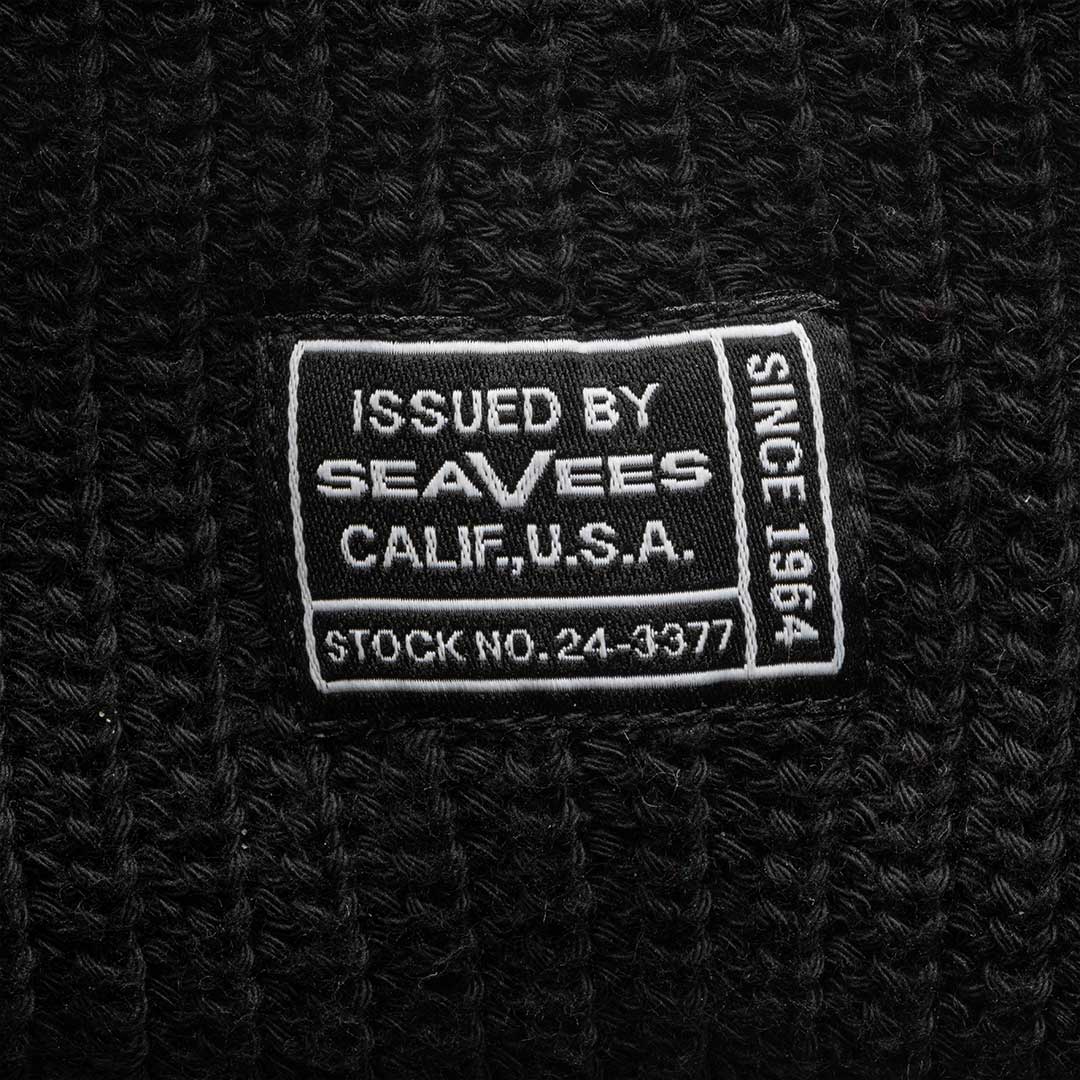 ISSUED BY
SEAVEES
CALIF., U.S.A.
STOCK NO. 24-3377
SINCE 1964